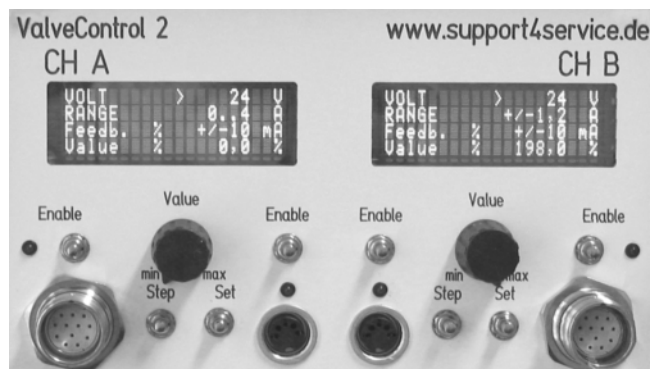 ValveControl 2
www.support4service.de
CH A
CH B
VOLT > 24 V
RANGE 0..4 A
Feedb. % +/-10 mA
Value % 0,0 %
VOLT > 24 V
RANGE +/-1,2 A
Feedb. % +/-10 mA
Value % 198,0 %
Enable
Value
Enable
Enable
Value
Enable
min
max
Step
Set
min
max
Step
Set